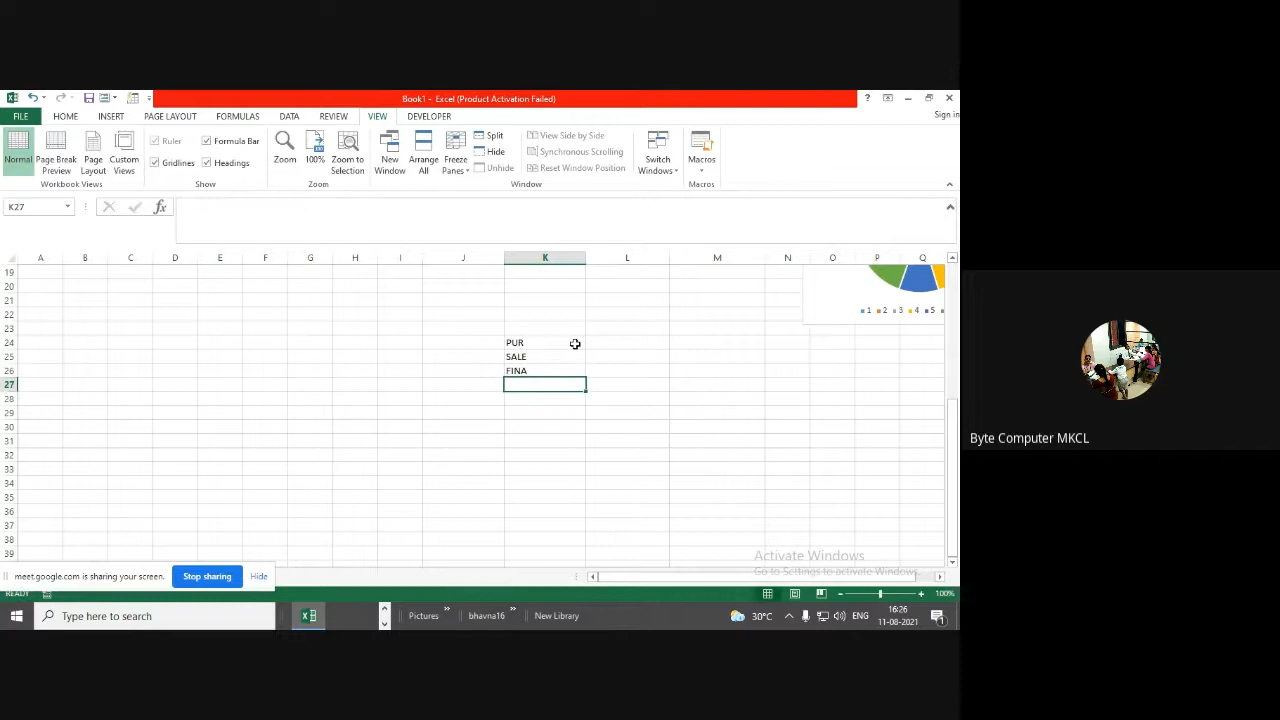 Book1 - Excel (Product Activation Failed)
Sign in
FILE HOME INSERT PAGE LAYOUT FORMULAS DATA REVIEW VIEW DEVELOPER
Normal
Page Break Preview
Page Layout
Custom Views
Ruler
Formula Bar
Gridlines
Headings
Zoom
100%
Zoom to Selection
New Window
Arrange All
Freeze Panes
Split
Hide
Unhide
View Side by Side
Synchronous Scrolling
Reset Window Position
Switch Windows
Macros
Workbook Views
Show
Zoom
Window
Macros
K27
fx
A B C D E F G H I J K L M N O P Q
19
20
21
1 2 3 4 5
22
23
24 PUR
25 SALE
26 FINA
27
28
29
30
31
32
33
34
35
36
37
38
39
Activate Windows
Go to Settings to activate Windows.
meet.google.com is sharing your screen.
Stop sharing
Hide
READY
100%
Type here to search
Pictures
bhavna16
New Library
30°C
ENG
16:26
11-08-2021
1
Byte Computer MKCL